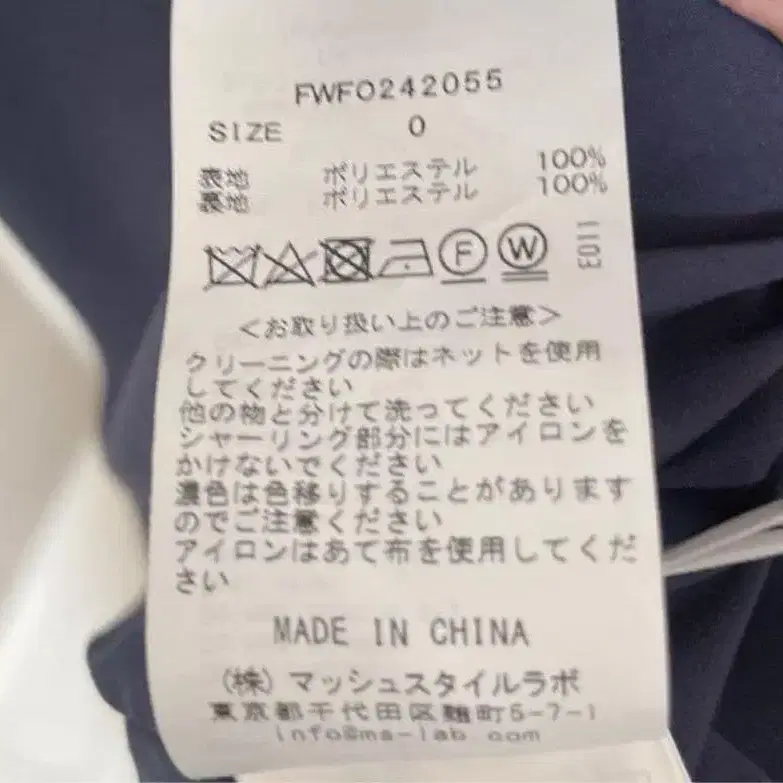 FWFO242055
SIZE 0
表地 ポリエステル 100%
裏地 ポリエステル 100%
F W E011
<お取り扱い上のご注意>
クリーニングの際はネットを使用
してください
他の物と分けて洗ってください
シャーリング部分にはアイロンを
かけないでください
濃色は色移りすることがあります
のでご注意ください
アイロンはあて布を使用してくだ
さい
MADE IN CHINA
(株)マッシュスタイルラボ
東京都千代田区麹町5-7-1
info@ms-lab.com